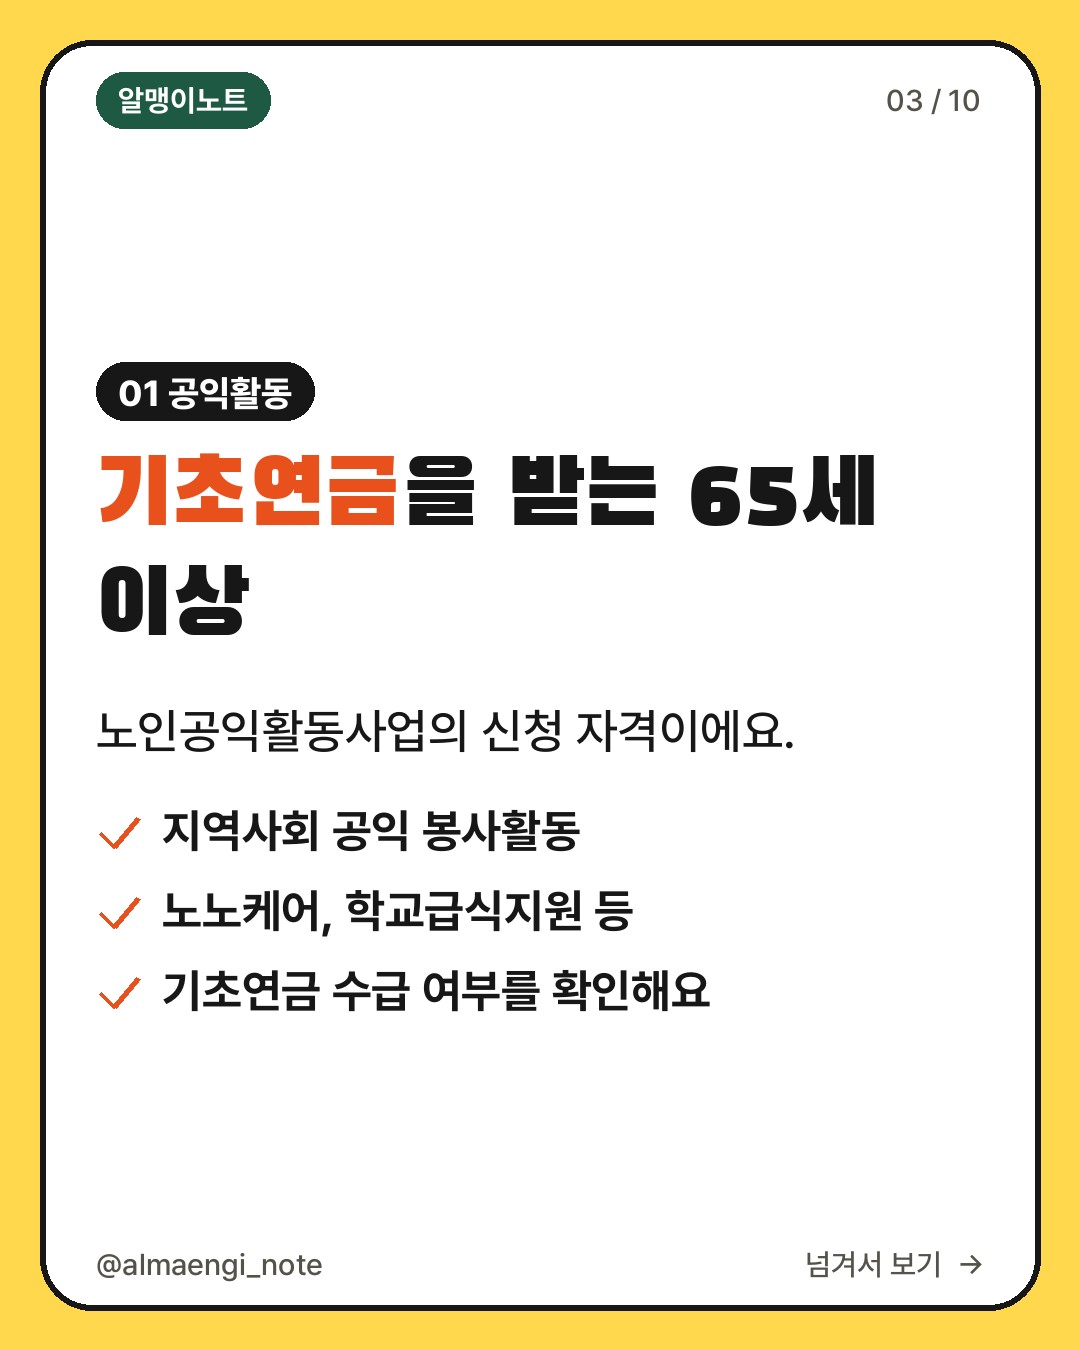 알맹이노트
03 / 10
01 공익활동
기초연금을 받는 65세
이상
노인공익활동사업의 신청 자격이에요.
지역사회 공익 봉사활동
노노케어, 학교급식지원 등
기초연금 수급 여부를 확인해요
@almaengi_note
넘겨서 보기 →